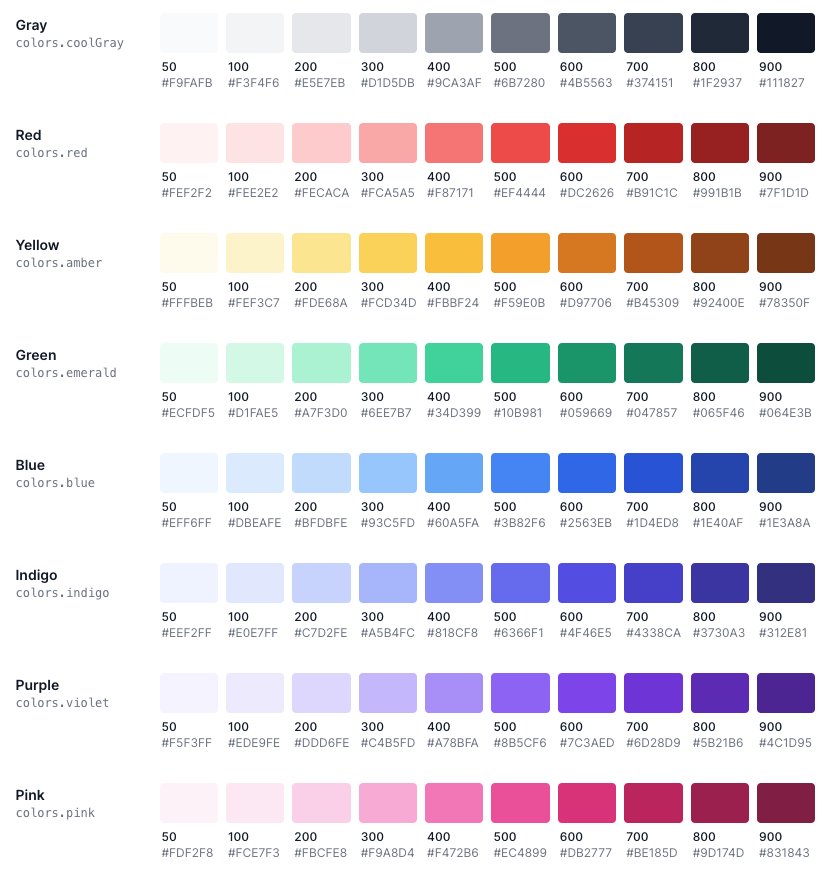 Gray
colors.coolGray
50 100 200 300 400 500 600 700 800 900
#F9FAFB #F3F4F6 #E5E7EB #D1D5DB #9CA3AF #6B7280 #4B5563 #374151 #1F2937 #111827
Red
colors.red
50 100 200 300 400 500 600 700 800 900
#FEF2F2 #FEE2E2 #FECACA #FCA5A5 #F87171 #EF4444 #DC2626 #B91C1C #991B1B #7F1D1D
Yellow
colors.amber
50 100 200 300 400 500 600 700 800 900
#FFFBEB #FEF3C7 #FDE68A #FCD34D #FBBF24 #F59E0B #D97706 #B45309 #92400E #78350F
Green
colors.emerald
50 100 200 300 400 500 600 700 800 900
#ECFDF5 #D1FAE5 #A7F3D0 #6EE7B7 #34D399 #10B981 #059669 #047857 #065F46 #064E3B
Blue
colors.blue
50 100 200 300 400 500 600 700 800 900
#EFF6FF #DBEAFE #BFDBFE #93C5FD #60A5FA #3B82F6 #2563EB #1D4ED8 #1E40AF #1E3A8A
Indigo
colors.indigo
50 100 200 300 400 500 600 700 800 900
#EEF2FF #E0E7FF #C7D2FE #A5B4FC #818CF8 #6366F1 #4F46E5 #4338CA #3730A3 #312E81
Purple
colors.violet
50 100 200 300 400 500 600 700 800 900
#F5F3FF #EDE9FE #DDD6FE #C4B5FD #A78BFA #8B5CF6 #7C3AED #6D28D9 #5B21B6 #4C1D95
Pink
colors.pink
50 100 200 300 400 500 600 700 800 900
#FDF2F8 #FCE7F3 #FBCFE8 #F9A8D4 #F472B6 #EC4899 #DB2777 #BE185D #9D174D #831843